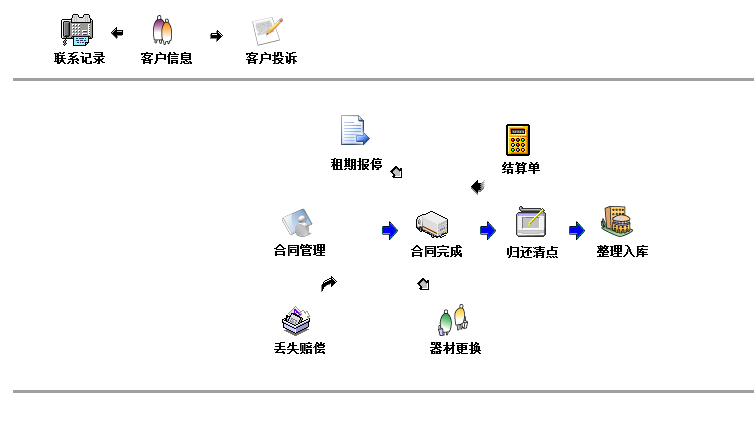 联系记录
客户信息
客户投诉
租期报停
结算单
合同管理
合同完成
归还清点
整理入库
丢失赔偿
器材更换